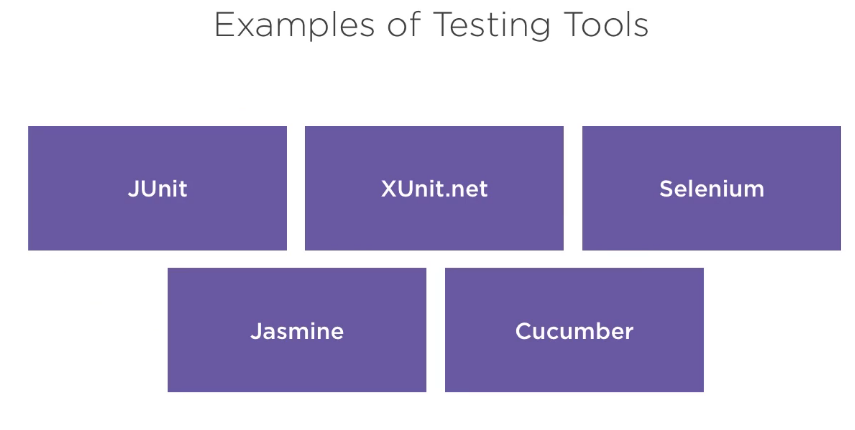 Examples of Testing Tools
JUnit
XUnit.net
Selenium
Jasmine
Cucumber